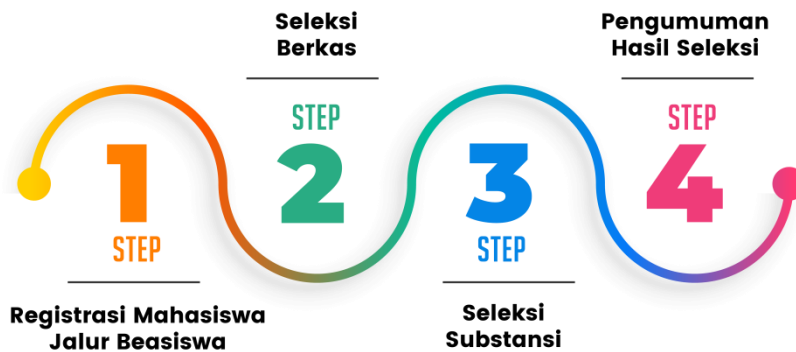 1
STEP
Registrasi Mahasiswa
Jalur Beasiswa
Seleksi
Berkas
STEP
2
3
STEP
Seleksi
Substansi
Pengumuman
Hasil Seleksi
STEP
4